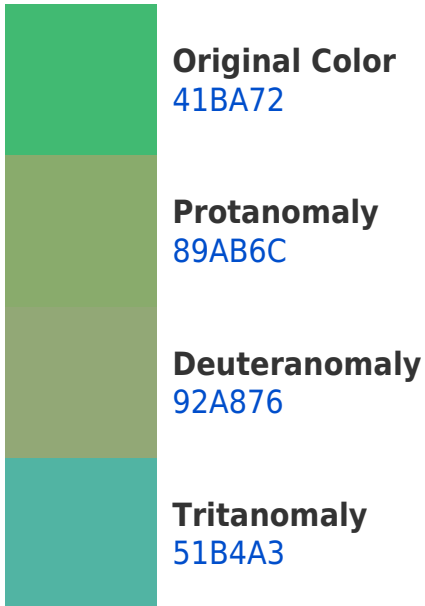 Original Color
41BA72
Protanomaly
89AB6C
Deuteranomaly
92A876
Tritanomaly
51B4A3